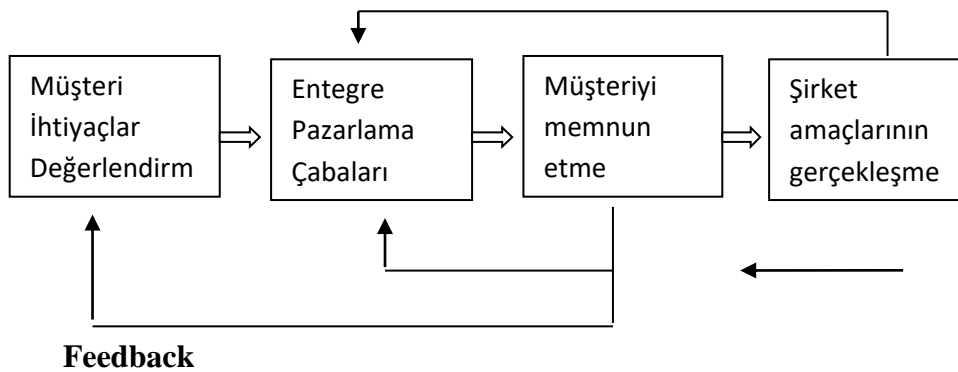 Müşteri
İhtiyaçlar
Değerlendirm
Entegre
Pazarlama
Çabaları
Müşteriyi
memnun
etme
Şirket
amaçlarının
gerçekleşme
Feedback